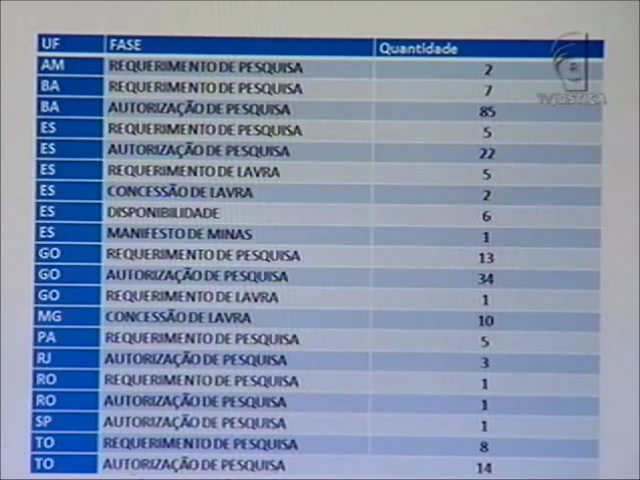 UF FASE Quantidade
AM REQUERIMENTO DE PESQUISA 2
BA REQUERIMENTO DE PESQUISA 7
BA AUTORIZAÇÃO DE PESQUISA 85
ES REQUERIMENTO DE PESQUISA 5
ES AUTORIZAÇÃO DE PESQUISA 22
ES REQUERIMENTO DE LAVRA 5
ES CONCESSÃO DE LAVRA 2
ES DISPONIBILIDADE 6
ES MANIFESTO DE MINAS 1
GO REQUERIMENTO DE PESQUISA 13
GO AUTORIZAÇÃO DE PESQUISA 34
GO REQUERIMENTO DE LAVRA 1
MG CONCESSÃO DE LAVRA 10
PA REQUERIMENTO DE PESQUISA 5
RJ AUTORIZAÇÃO DE PESQUISA 3
RO REQUERIMENTO DE PESQUISA 1
RO AUTORIZAÇÃO DE PESQUISA 1
SP AUTORIZAÇÃO DE PESQUISA 1
TO REQUERIMENTO DE PESQUISA 8
TO AUTORIZAÇÃO DE PESQUISA 14
TVJUSTIÇA